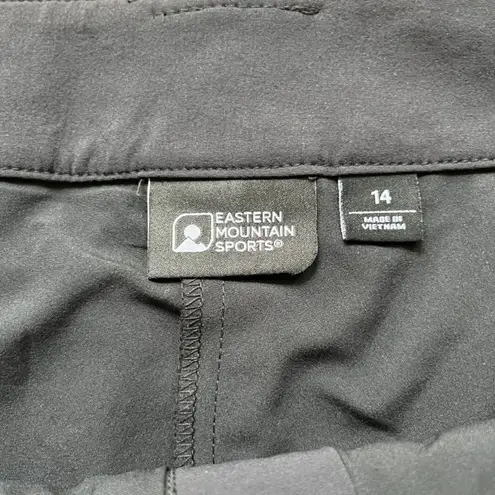 EASTERN
MOUNTAIN
SPORTS®
14
MADE IN
VIETNAM